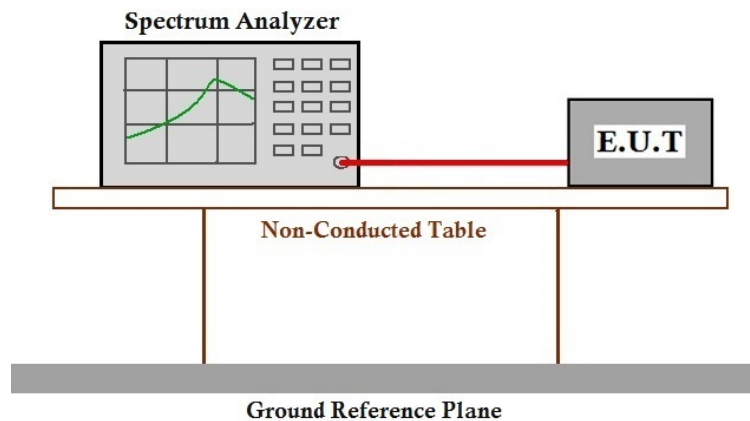 Spectrum Analyzer
E.U.T
Non-Conducted Table
Ground Reference Plane